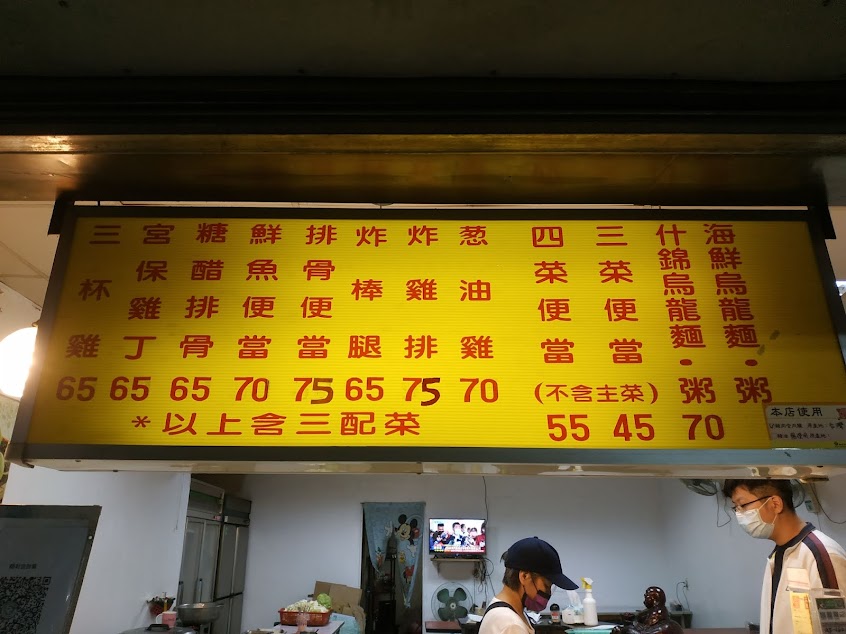 三杯雞 65
宮保雞丁 65
糖醋排骨 65
鮮魚便當 70
排骨便當 75
炸棒腿 65
炸雞排 75
葱油雞 70
*以上含三配菜
四菜便當
三菜便當
(不含主菜)
55 45
什錦烏龍麵·粥
海鮮烏龍麵·粥
70
本店使用